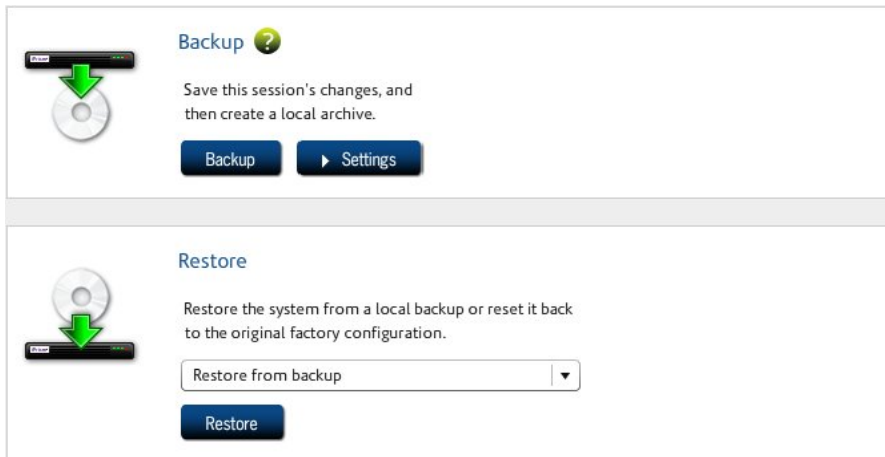 Backup ?
Save this session's changes, and
then create a local archive.
Backup
Settings
Restore
Restore the system from a local backup or reset it back
to the original factory configuration.
Restore from backup
Restore